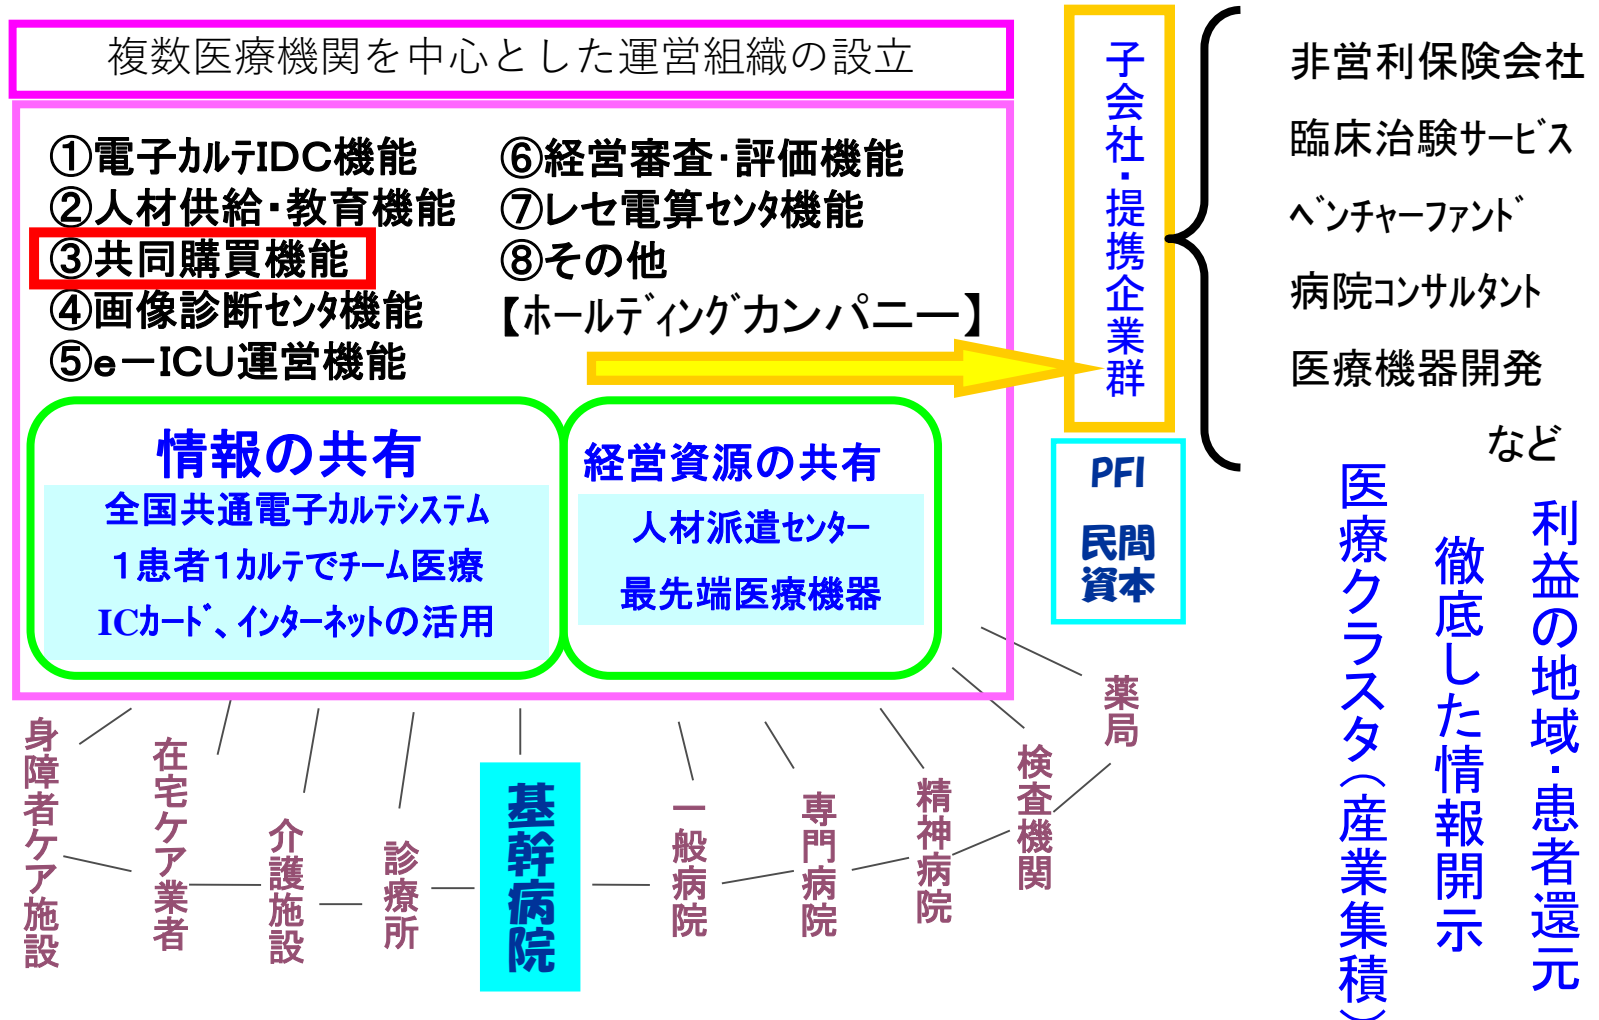 複数医療機関を中心とした運営組織の設立
①電子カルテIDC機能
②人材供給・教育機能
③共同購買機能
④画像診断センタ機能
⑤e－ICU運営機能
⑥経営審査・評価機能
⑦レセ電算センタ機能
⑧その他
【ホールディングカンパニー】
情報の共有
全国共通電子カルテシステム
１患者１カルテでチーム医療
ICカード、インターネットの活用
経営資源の共有
人材派遣センター
最先端医療機器
子会社・提携企業群
PFI
民間
資本
非営利保険会社
臨床治験サービス
ベンチャーファンド
病院コンサルタント
医療機器開発
など
利益の地域・患者還元
徹底した情報開示
医療クラスタ（産業集積）
身障者ケア施設
在宅ケア業者
介護施設
診療所
基幹病院
一般病院
専門病院
精神病院
検査機関
薬局